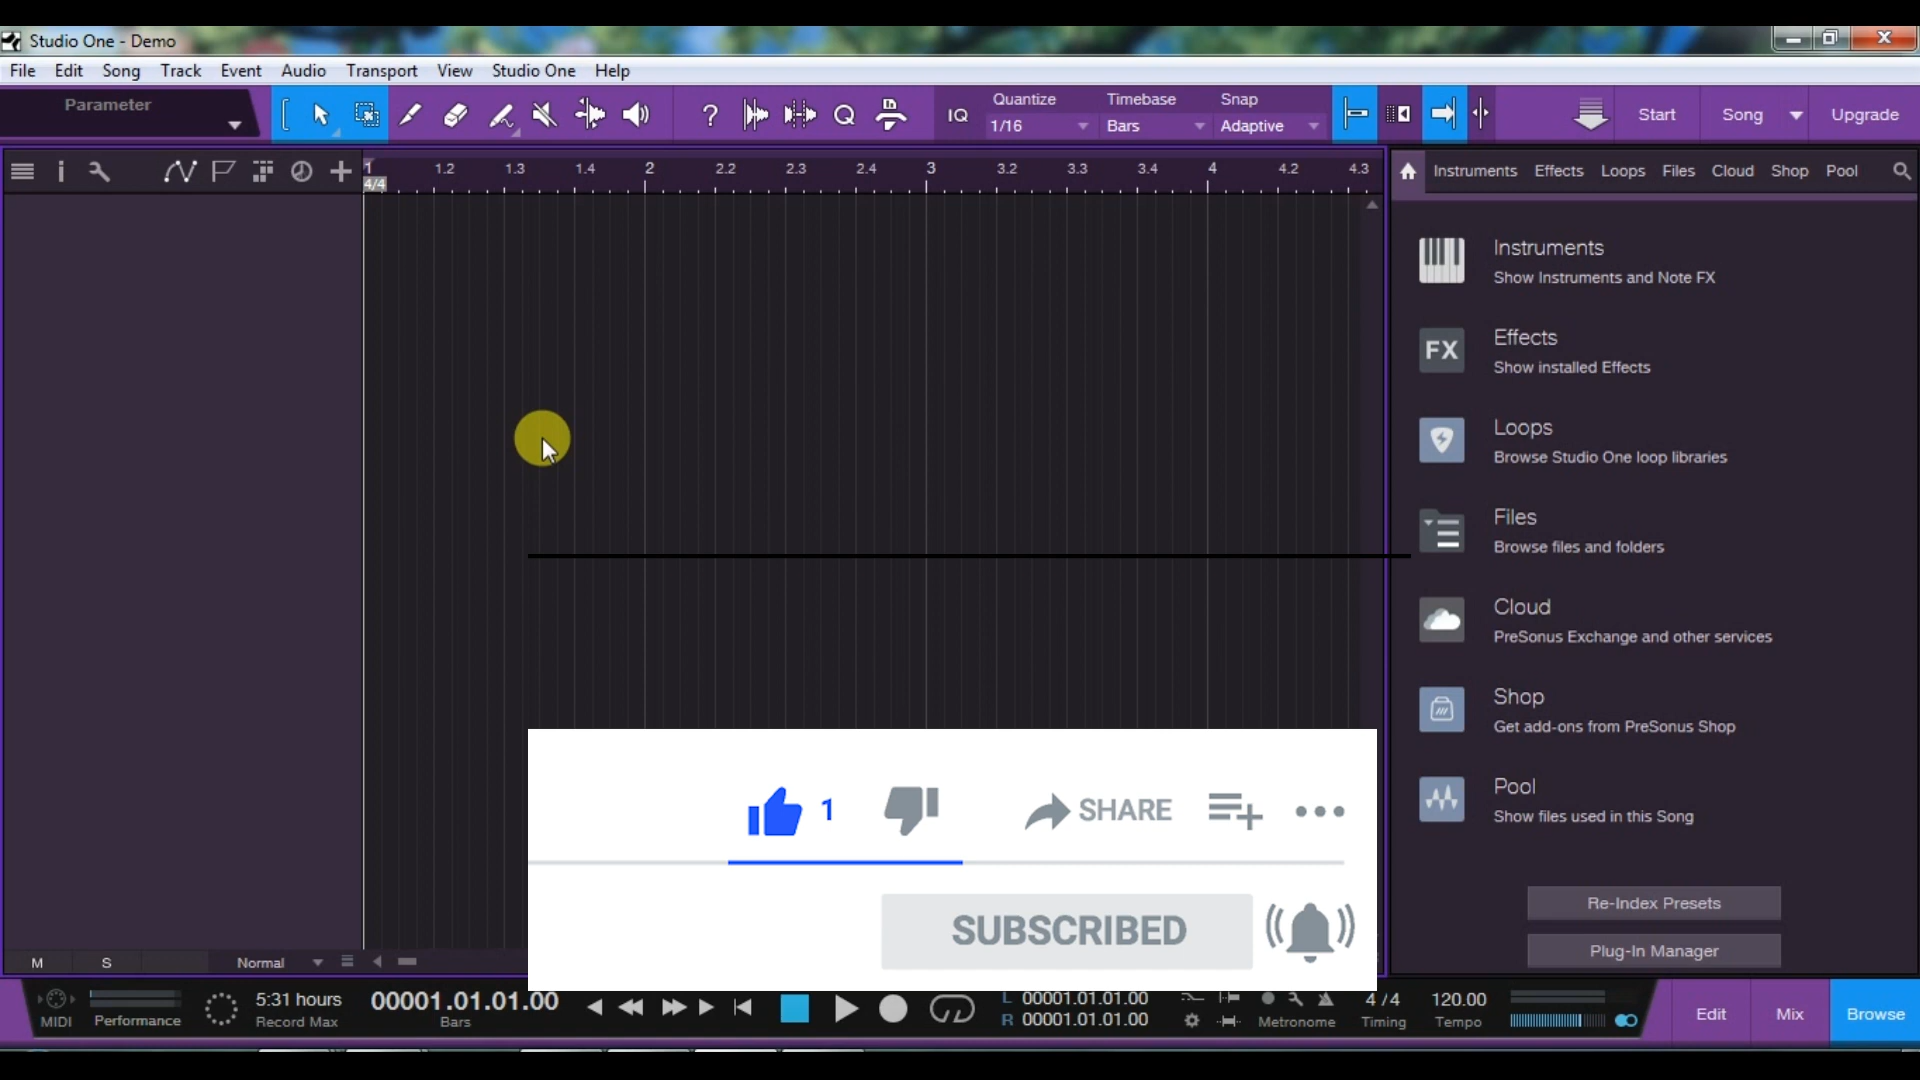 Studio One - Demo
File Edit Song Track Event Audio Transport View Studio One Help
Parameter
IQ
Quantize
1/16
Timebase
Bars
Snap
Adaptive
Start
Song
Upgrade
1 1.2 1.3 1.4 2 2.2 2.3 2.4 3 3.2 3.3 3.4 4 4.2 4.3
4/4
Instruments Effects Loops Files Cloud Shop Pool
Instruments
Show Instruments and Note FX
FX
Effects
Show installed Effects
Loops
Browse Studio One loop libraries
Files
Browse files and folders
Cloud
PreSonus Exchange and other services
Shop
Get add-ons from PreSonus Shop
Pool
Show files used in this Song
Re-Index Presets
Plug-In Manager
1
SHARE
SUBSCRIBED
M S Normal
MIDI
Performance
5:31 hours
Record Max
00001.01.01.00
Bars
L 00001.01.01.00
R 00001.01.01.00
Metronome
4 / 4
Timing
120.00
Tempo
Edit
Mix
Browse